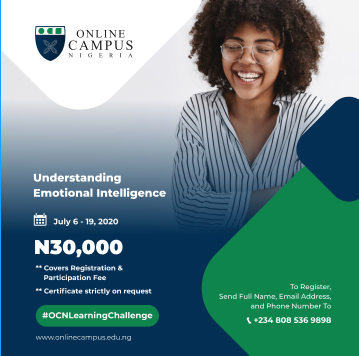 ONLINE
CAMPUS
NIGERIA
Understanding
Emotional Intelligence
July 6 - 19, 2020
N30,000
** Covers Registration &
Participation Fee
** Certificate strictly on request
#OCNLearningChallenge
www.onlinecampus.edu.ng
To Register,
Send Full Name, Email Address,
and Phone Number To
+234 808 536 9898